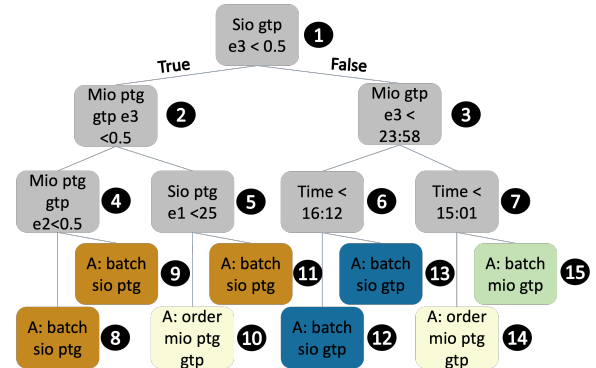 Sio gtp
e3 < 0.5
1
True
False
Mio ptg
gtp e3
<0.5
2
Mio gtp
e3 <
23:58
3
Mio ptg
gtp
e2<0.5
4
Sio ptg
e1 <25
5
Time <
16:12
6
Time <
15:01
7
A: batch
sio ptg
9
A: batch
sio ptg
11
A: batch
sio gtp
13
A: batch
mio gtp
15
A: batch
sio ptg
8
A: order
mio ptg
gtp
10
A: batch
sio gtp
12
A: order
mio ptg
gtp
14